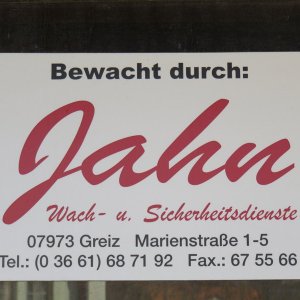 Bewacht durch:
Jahn
Wach- u. Sicherheitsdienste
07973 Greiz Marienstraße 1-5
Tel.: (0 36 61) 68 71 92 Fax.: 67 55 66